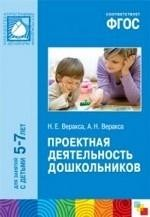 соответствует
ФГОС
Н. Е. Веракса, А. Н. Веракса
ПРОЕКТНАЯ
ДЕЯТЕЛЬНОСТЬ
ДОШКОЛЬНИКОВ
ДЛЯ ЗАНЯТИЙ
С ДЕТЬМИ 5-7 ЛЕТ